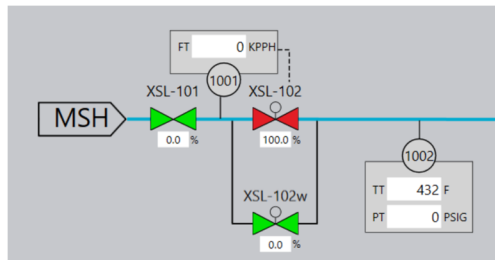 FT 0 KPPH
1001
XSL-101
XSL-102
MSH
0.0 %
100.0 %
1002
XSL-102w
TT 432 F
PT 0 PSIG
0.0 %